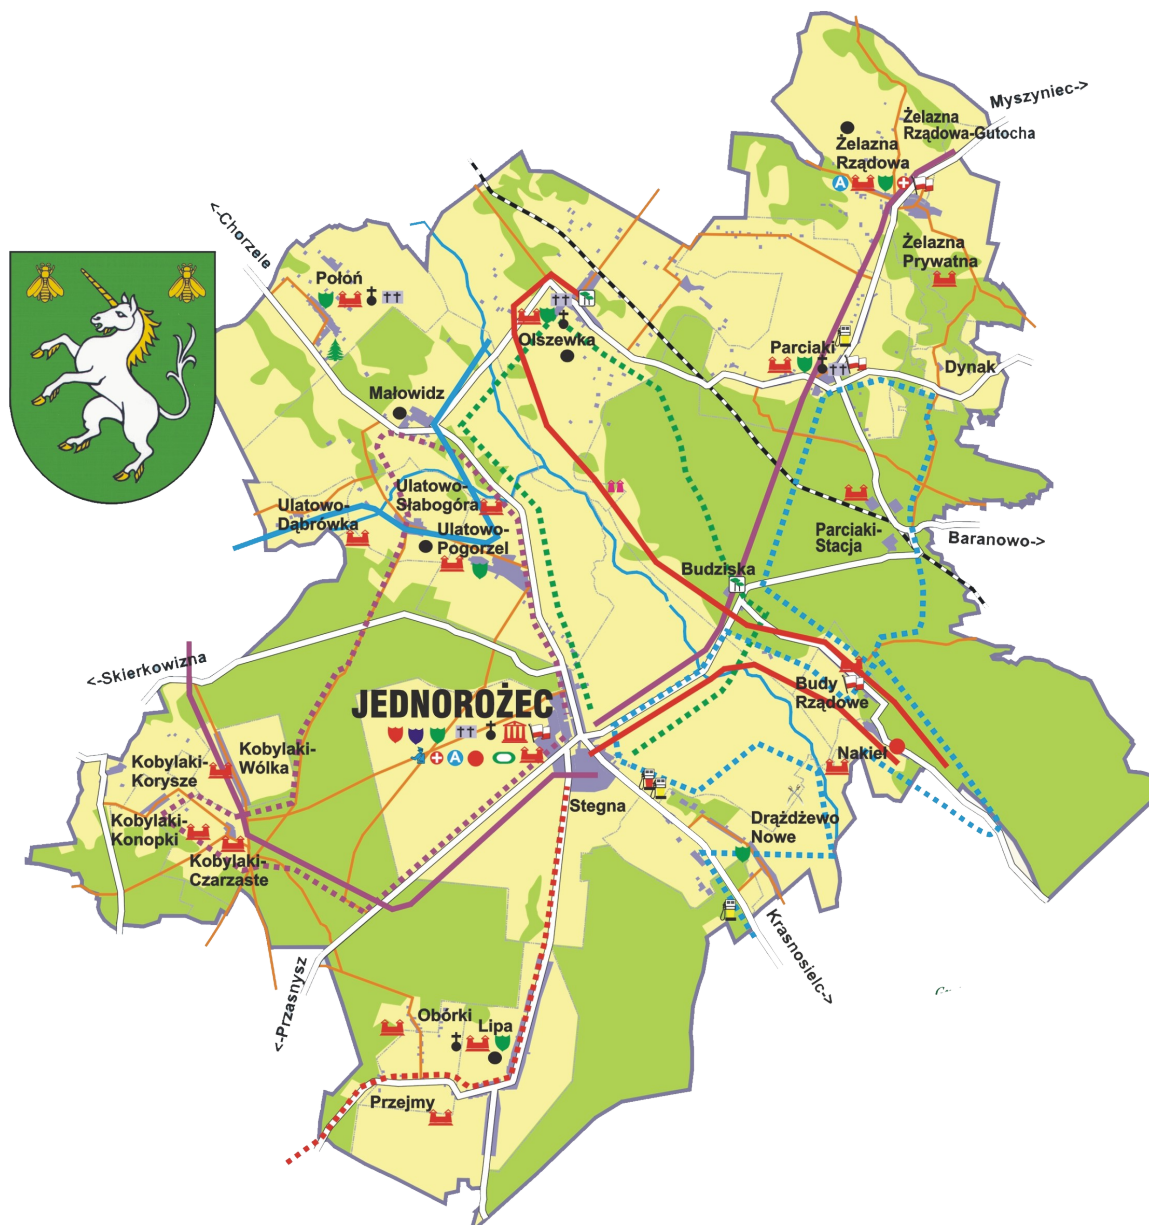 Myszyniec->
Żelazna
Rządowa-Gutocha
Żelazna
Rządowa
A
<-Chorzele
Żelazna
Prywatna
Połóń
Olszewka
Parciaki
Dynak
Małowidz
Ulatowo-
Słabogóra
Ulatowo-
Dąbrówka
Ulatowo-
Pogorzel
Parciaki-
Stacja
Baranowo->
Budziska
<-Skierkowizna
Budy
Rządowe
JEDNOROŻEC
A
Kobylaki-
Wólka
Kobylaki-
Korysze
Nakieł
Stegna
Kobylaki-
Konopki
Drążdżewo
Nowe
Kobylaki-
Czarzaste
Krasnosielc->
<-Przasnysz
Obórki
Lipa
Przejmy